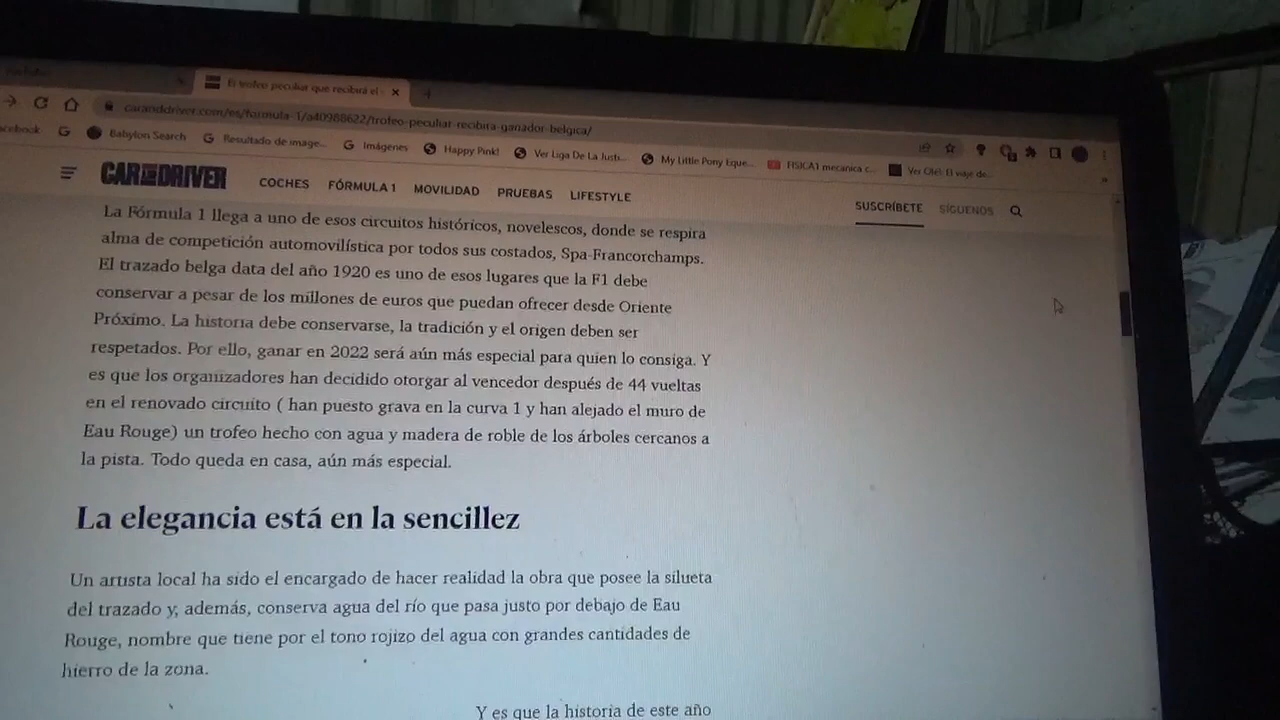 El trofeo peculiar que recibirá el
caranddriver.com/es/formula-1/a40988622/trofeo-peculiar-recibira-ganador-belgica/
Babylon Search
Resultado de image...
Imágenes
Happy Pink!
Ver Liga De La Justi...
My Little Pony Eque...
FISICA1 mecanica c...
Ver Olé!: El viaje de...
CAR AND DRIVER
COCHES
FÓRMULA 1
MOVILIDAD
PRUEBAS
LIFESTYLE
SUSCRÍBETE
SÍGUENOS
La Fórmula 1 llega a uno de esos circuitos históricos, novelescos, donde se respira
alma de competición automovilística por todos sus costados, Spa-Francorchamps.
El trazado belga data del año 1920 es uno de esos lugares que la F1 debe
conservar a pesar de los millones de euros que puedan ofrecer desde Oriente
Próximo. La historia debe conservarse, la tradición y el origen deben ser
respetados. Por ello, ganar en 2022 será aún más especial para quien lo consiga. Y
es que los organizadores han decidido otorgar al vencedor después de 44 vueltas
en el renovado circuito ( han puesto grava en la curva 1 y han alejado el muro de
Eau Rouge) un trofeo hecho con agua y madera de roble de los árboles cercanos a
la pista. Todo queda en casa, aún más especial.
La elegancia está en la sencillez
Un artista local ha sido el encargado de hacer realidad la obra que posee la silueta
del trazado y, además, conserva agua del río que pasa justo por debajo de Eau
Rouge, nombre que tiene por el tono rojizo del agua con grandes cantidades de
hierro de la zona.
Y es que la historia de este año